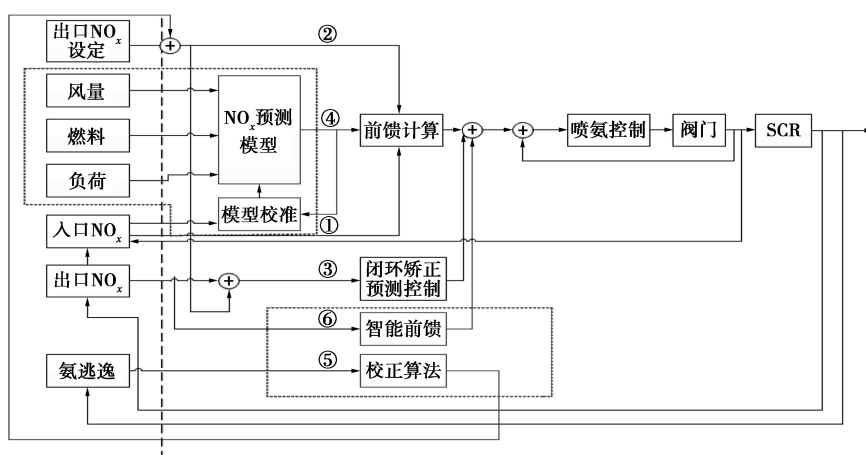 出口NOx
设定
②
风量
燃料
负荷
NOx预测
模型
④
前馈计算
喷氨控制
阀门
SCR
模型校准
①
入口NOx
出口NOx
③
闭环矫正
预测控制
⑥
智能前馈
⑤
氨逃逸
校正算法